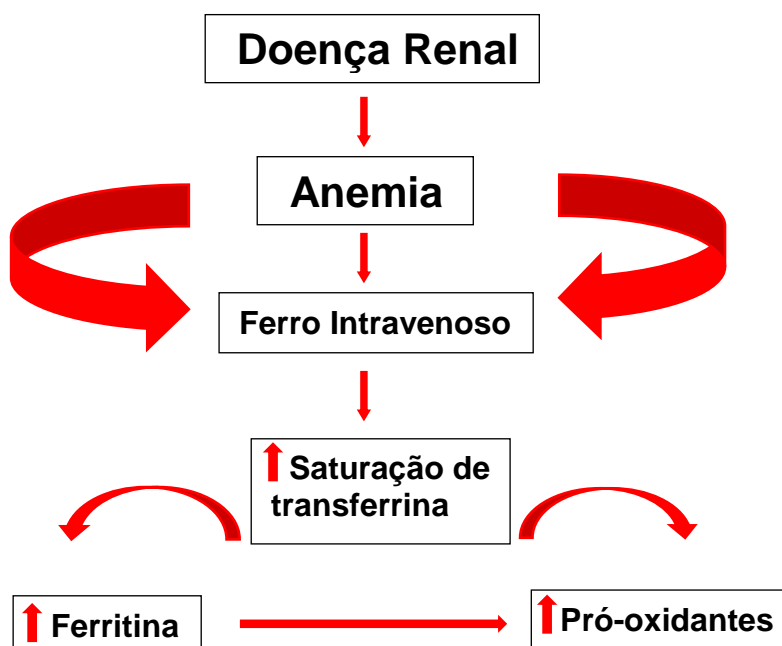 Doença Renal
Anemia
Ferro Intravenoso
Saturação de
transferrina
Ferritina
Pró-oxidantes